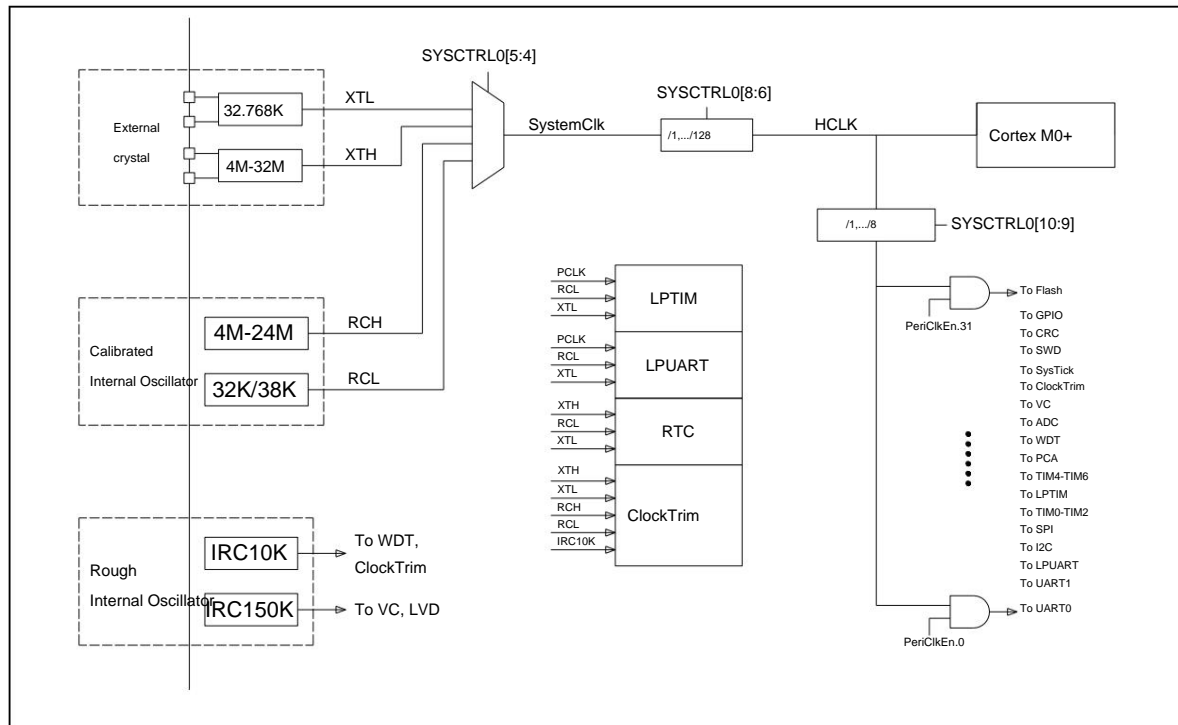 SYSCTRL0[5:4]
External
crystal
32.768K
XTL
4M-32M
XTH
SystemClk
SYSCTRL0[8:6]
/1,.../128
HCLK
Cortex M0+
/1,.../8
SYSCTRL0[10:9]
Calibrated
Internal Oscillator
4M-24M
RCH
32K/38K
RCL
PCLK
RCL
XTL
LPTIM
PCLK
RCL
XTL
LPUART
XTH
RCL
XTL
RTC
XTH
XTL
RCH
RCL
IRC10K
ClockTrim
Rough
Internal Oscillator
IRC10K
To WDT,
ClockTrim
IRC150K
To VC, LVD
PeriClkEn.31
To Flash
To GPIO
To CRC
To SWD
To SysTick
To ClockTrim
To VC
To ADC
To WDT
To PCA
To TIM4-TIM6
To LPTIM
To TIM0-TIM2
To SPI
To I2C
To LPUART
To UART1
To UART0
PeriClkEn.0